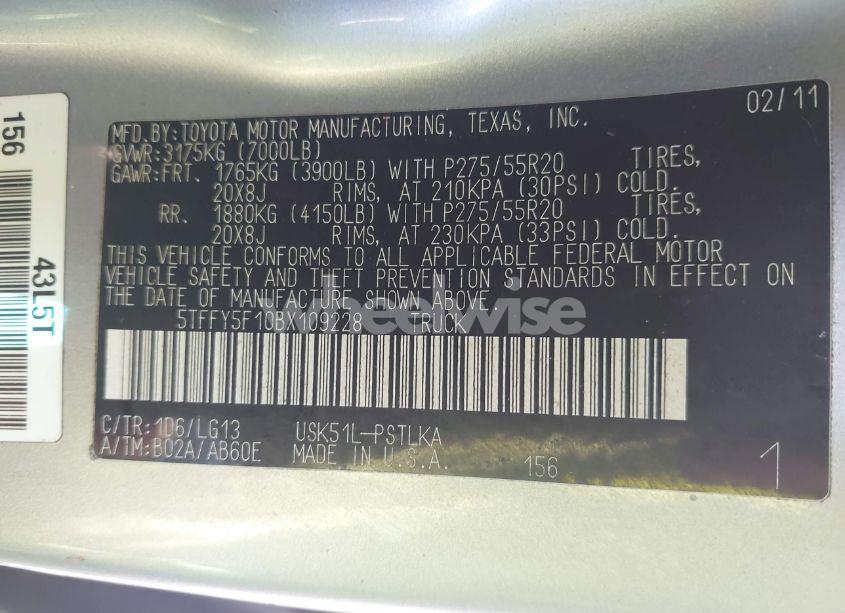 02/11
MFD.BY:TOYOTA MOTOR MANUFACTURING, TEXAS, INC.
GVWR:3175KG (7000LB)
GAWR:FRT. 1765KG (3900LB) WITH P275/55R20 TIRES,
20X8J RIMS, AT 210KPA (30PSI) COLD.
RR. 1880KG (4150LB) WITH P275/55R20 TIRES,
20X8J RIMS, AT 230KPA (33PSI) COLD.
THIS VEHICLE CONFORMS TO ALL APPLICABLE FEDERAL MOTOR
VEHICLE SAFETY AND THEFT PREVENTION STANDARDS IN EFFECT ON
THE DATE OF MANUFACTURE SHOWN ABOVE.
5TFFY5F10BX109228 TRUCK
C/TR:1D6/LG13 USK51L-PSTLKA
A/TM:B02A/AB60E MADE IN U.S.A. 156 1
156 43L5T
wheelwise